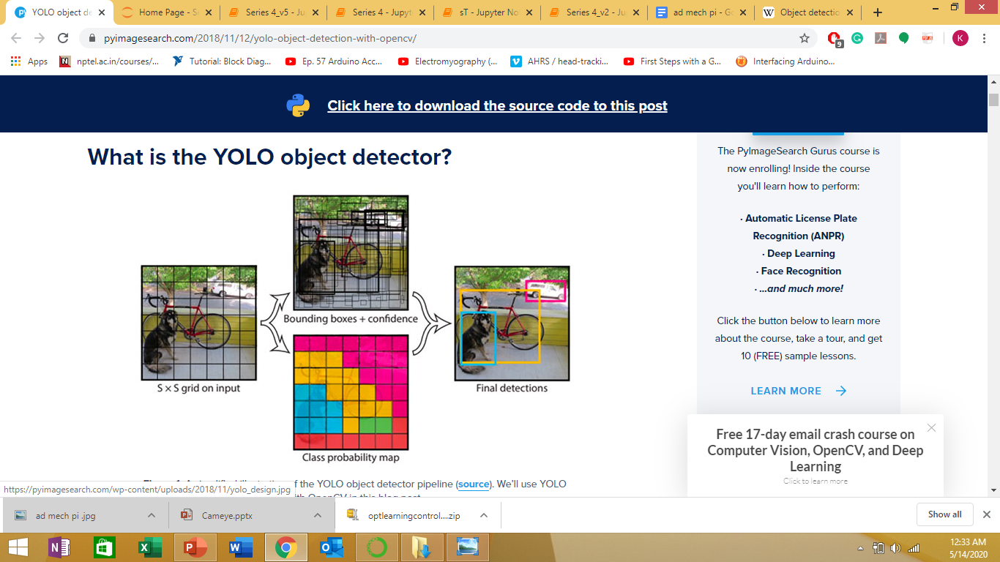 YOLO object de
Home Page - S
Series 4_v5 - Ju
Series 4 - Jupyt
sT - Jupyter No
Series 4_v2 - Ju
ad mech pi - Go
Object detectio
pyimagesearch.com/2018/11/12/yolo-object-detection-with-opencv/
9
K
Apps
nptel.ac.in/courses/...
Tutorial: Block Diag...
Ep. 57 Arduino Acc...
Electromyography (...
AHRS / head-tracki...
First Steps with a G...
Interfacing Arduino...
Click here to download the source code to this post
What is the YOLO object detector?
S × S grid on input
Bounding boxes + confidence
Class probability map
Final detections
of the YOLO object detector pipeline (source). We'll use YOLO
with OpenCV in this blog post.
The PyImageSearch Gurus course is
now enrolling! Inside the course
you'll learn how to perform:
· Automatic License Plate
Recognition (ANPR)
· Deep Learning
· Face Recognition
· ...and much more!
Click the button below to learn more
about the course, take a tour, and get
10 (FREE) sample lessons.
LEARN MORE
Free 17-day email crash course on
Computer Vision, OpenCV, and Deep
Learning
Click to learn more
https://pyimagesearch.com/wp-content/uploads/2018/11/yolo_design.jpg
ad mech pi .jpg
Cameye.pptx
optlearningcontrol....zip
Show all
12:33 AM
5/14/2020